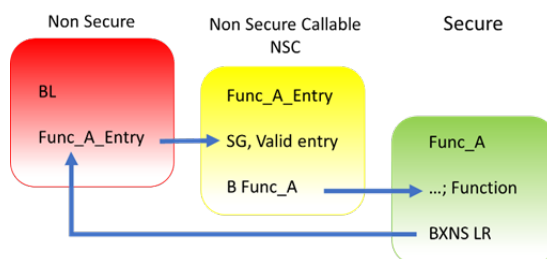 Non Secure
Non Secure Callable
NSC
Secure
BL
Func_A_Entry
Func_A_Entry
SG, Valid entry
B Func_A
Func_A
...; Function
BXNS LR